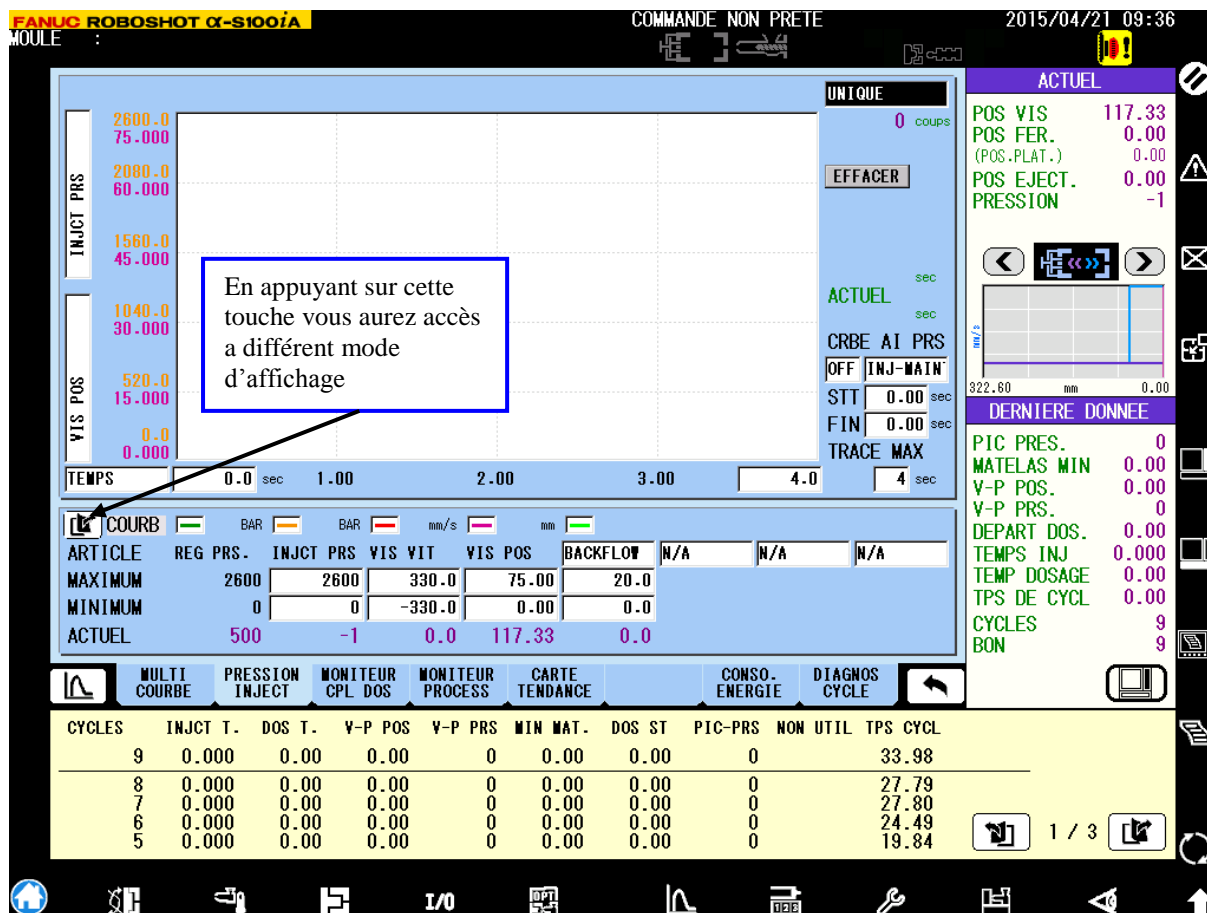 FANUC ROBOSHOT α-S100iA COMMANDE NON PRETE 2015/04/21 09:36
MOULE :
UNIQUE
0 coups
EFFACER
INJCT PRS
VIS POS
2600.0
75.000
2080.0
60.000
1560.0
45.000
1040.0
30.000
520.0
15.000
0.0
0.000
En appuyant sur cette
touche vous aurez accès
a différent mode
d'affichage
sec
ACTUEL
sec
CRBE AI PRS
OFF INJ-MAIN
STT 0.00 sec
FIN 0.00 sec
TRACE MAX
4 sec
TEMPS 0.0 sec 1.00 2.00 3.00 4.0
COURB BAR BAR mm/s mm
ARTICLE REG PRS. INJCT PRS VIS VIT VIS POS BACKFLOW N/A N/A N/A
MAXIMUM 2600 2600 330.0 75.00 20.0
MINIMUM 0 0 -330.0 0.00 0.0
ACTUEL 500 -1 0.0 117.33 0.0
MULTI COURBE
PRESSION INJECT
MONITEUR CPL DOS
MONITEUR PROCESS
CARTE TENDANCE
CONSO. ENERGIE
DIAGNOS CYCLE
ACTUEL
POS VIS 117.33
POS FER. 0.00
(POS.PLAT.) 0.00
POS EJECT. 0.00
PRESSION -1
mm/s
322.60 mm 0.00
DERNIERE DONNEE
PIC PRES. 0
MATELAS MIN 0.00
V-P POS. 0.00
V-P PRS. 0
DEPART DOS. 0.00
TEMPS INJ 0.000
TEMP DOSAGE 0.00
TPS DE CYCL 0.00
CYCLES 9
BON 9
CYCLES INJCT T. DOS T. V-P POS V-P PRS MIN MAT. DOS ST PIC-PRS NON UTIL TPS CYCL
9 0.000 0.00 0.00 0 0.00 0.00 0 33.98
8 0.000 0.00 0.00 0 0.00 0.00 0 27.79
7 0.000 0.00 0.00 0 0.00 0.00 0 27.80
6 0.000 0.00 0.00 0 0.00 0.00 0 24.49
5 0.000 0.00 0.00 0 0.00 0.00 0 19.84
1 / 3
I/O
OPT
123